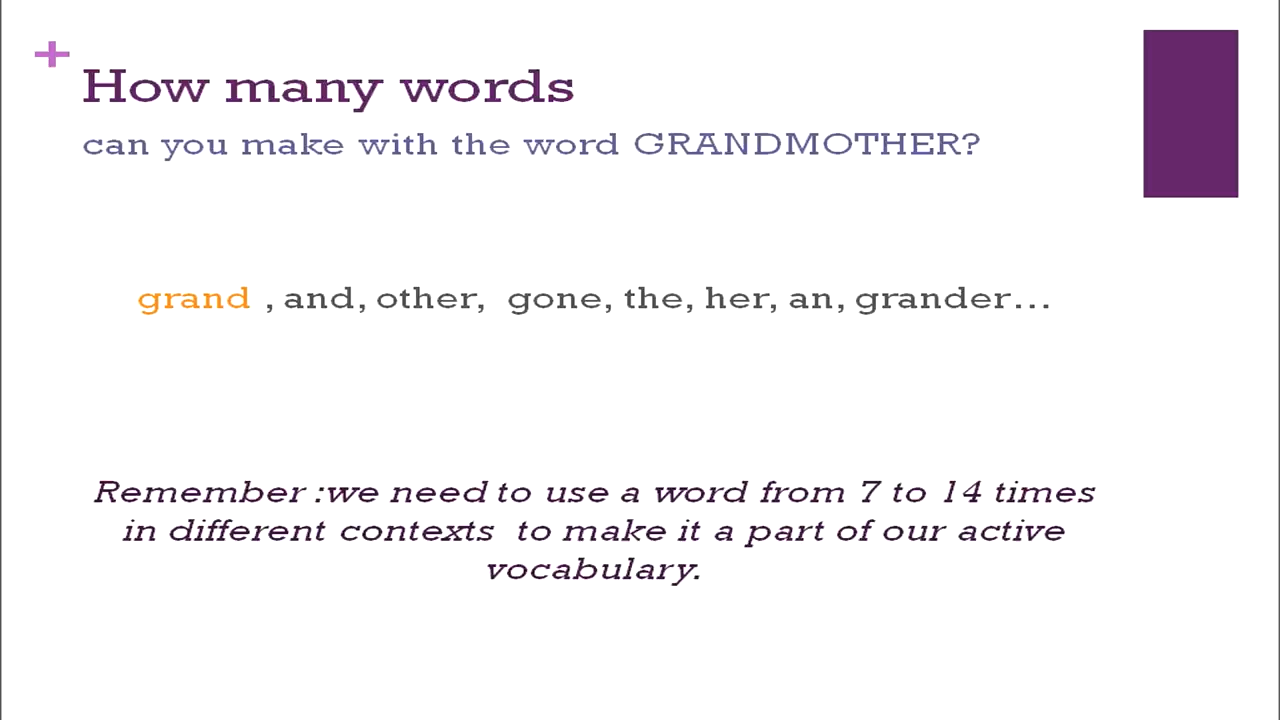 +
How many words
can you make with the word GRANDMOTHER?
grand , and, other, gone, the, her, an, grander…
Remember :we need to use a word from 7 to 14 times
in different contexts to make it a part of our active
vocabulary.